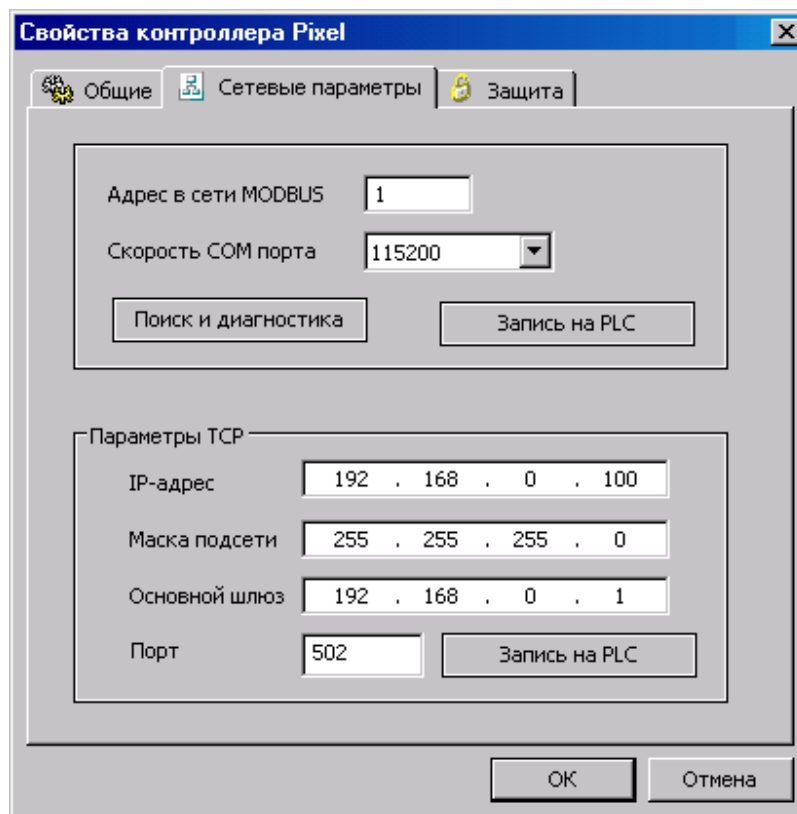 Свойства контроллера Pixel
Общие Сетевые параметры Защита
Адрес в сети MODBUS 1
Скорость COM порта 115200
Поиск и диагностика Запись на PLC
Параметры TCP
IP-адрес 192 . 168 . 0 . 100
Маска подсети 255 . 255 . 255 . 0
Основной шлюз 192 . 168 . 0 . 1
Порт 502 Запись на PLC
OK Отмена